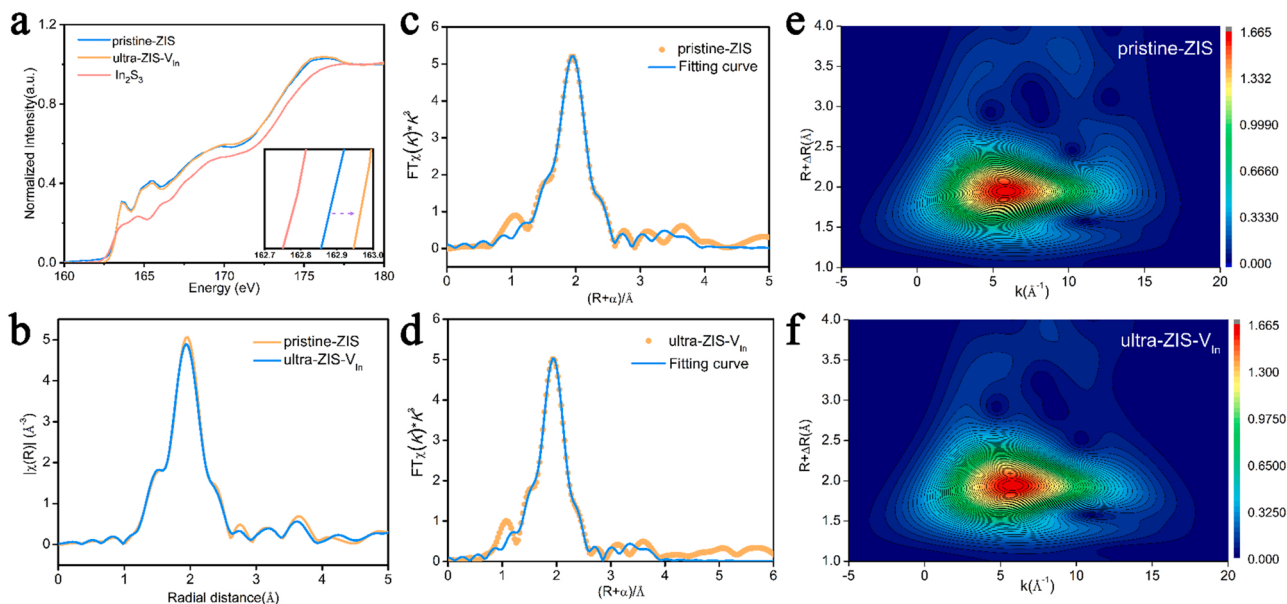 a
pristine-ZIS
ultra-ZIS-V_In
In2S3
Normalized Intensity(a.u.)
1.2
0.8
0.4
0.0
162.7 162.8 162.9 163.0
160 165 170 175 180
Energy (eV)
b
pristine-ZIS
ultra-ZIS-V_In
|χ(R)| (Å⁻³)
5
4
3
2
1
0
0 1 2 3 4 5
Radial distance(Å)
c
pristine-ZIS
Fitting curve
FTχ(K)*K³
6
5
4
3
2
1
0
0 1 2 3 4 5
(R+α)/Å
d
ultra-ZIS-V_In
Fitting curve
FTχ(K)*K³
6
5
4
3
2
1
0
0 1 2 3 4 5 6
(R+α)/Å
e
pristine-ZIS
R+ΔR(Å)
4.0
3.5
3.0
2.5
2.0
1.5
1.0
-5 0 5 10 15 20
k(Å⁻¹)
1.665
1.332
0.9990
0.6660
0.3330
0.000
f
ultra-ZIS-V_In
R+ΔR(Å)
4.0
3.5
3.0
2.5
2.0
1.5
1.0
-5 0 5 10 15 20
k(Å⁻¹)
1.665
1.300
0.9750
0.6500
0.3250
0.000